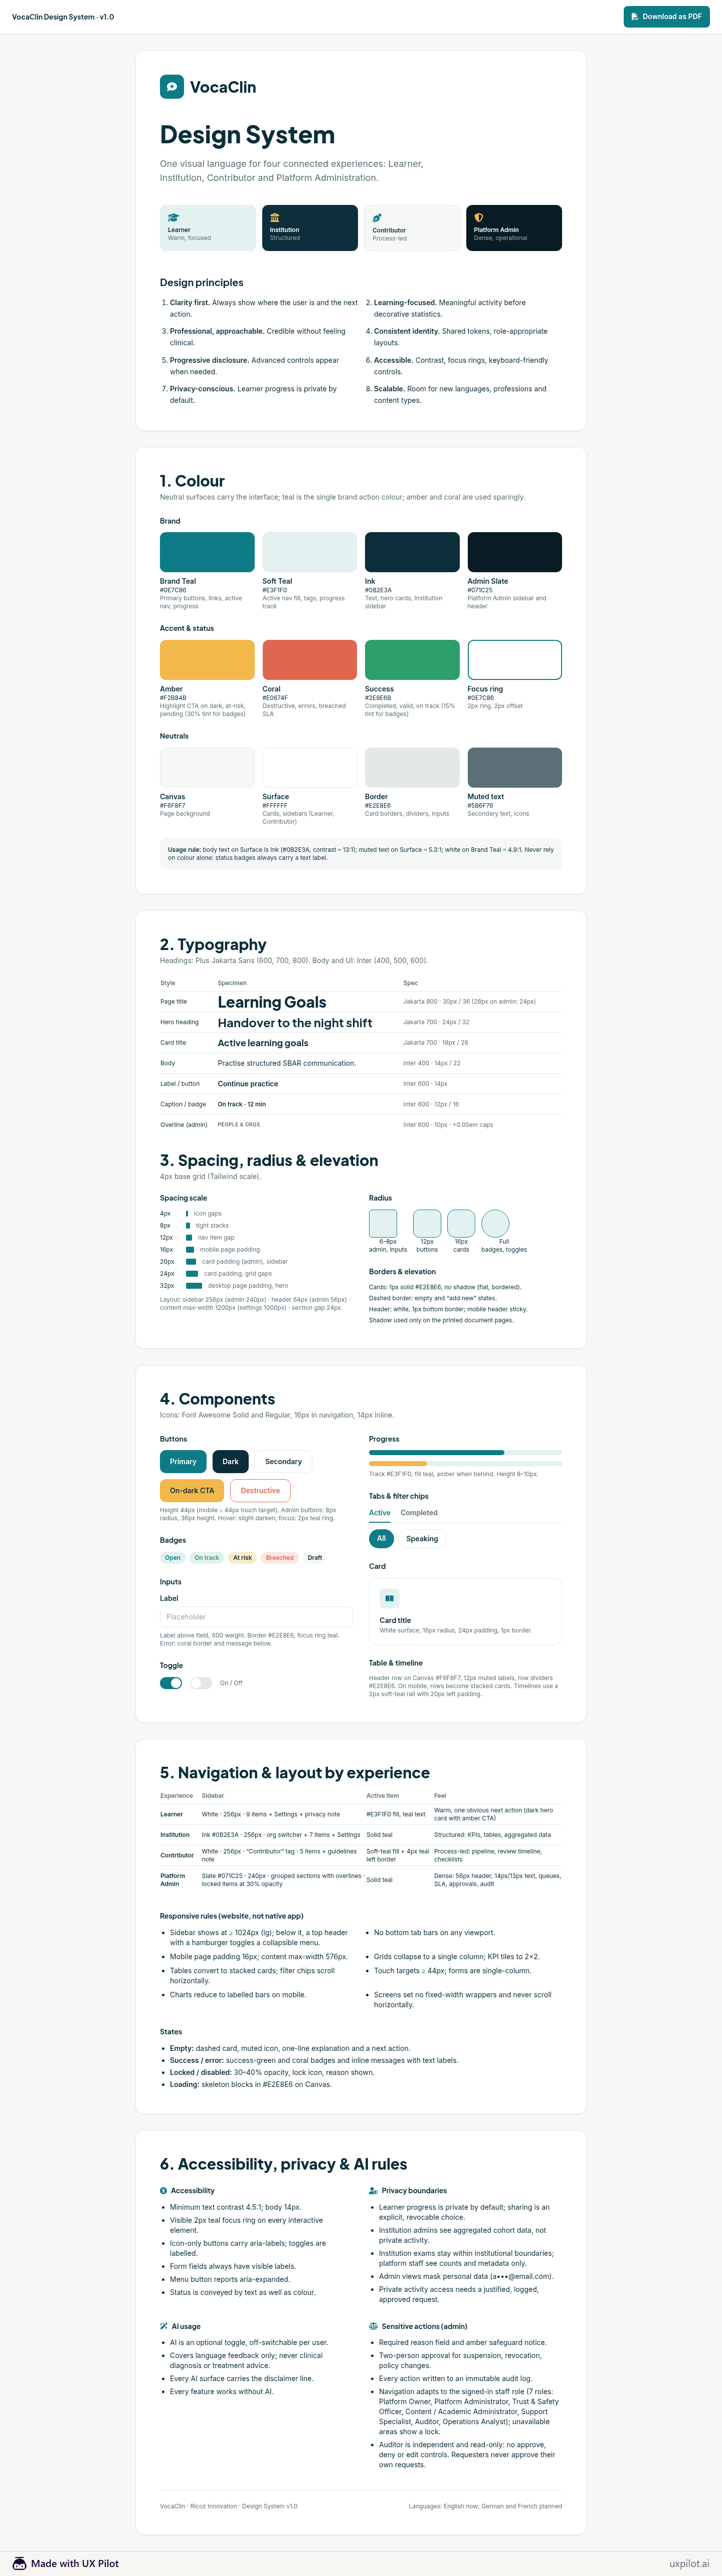 VocaClin Design System · v1.0
Download as PDF
VocaClin
Design System
One visual language for four connected experiences: Learner,
Institution, Contributor and Platform Administration.
Learner
Warm, focused
Institution
Structured
Contributor
Process-led
Platform Admin
Dense, operational
Design principles
1. Clarity first. Always show where the user is and the next
action.
2. Learning-focused. Meaningful activity before
decorative statistics.
3. Professional, approachable. Credible without feeling
clinical.
4. Consistent identity. Shared tokens, role-appropriate
layouts.
5. Progressive disclosure. Advanced controls appear
when needed.
6. Accessible. Contrast, focus rings, keyboard-friendly
controls.
7. Privacy-conscious. Learner progress is private by
default.
8. Scalable. Room for new languages, professions and
content types.
1. Colour
Neutral surfaces carry the interface; teal is the single brand action colour; amber and coral are used sparingly.
Brand
Brand Teal
#0E7C86
Primary buttons, links, active
nav, progress
Soft Teal
#E3F1F0
Active nav fill, tags, progress
track
Ink
#0B2E3A
Text, hero cards, Institution
sidebar
Admin Slate
#071C25
Platform Admin sidebar and
header
Accent & status
Amber
#F2B84B
Highlight CTA on dark, at-risk,
pending (30% tint for badges)
Coral
#E0674F
Destructive, errors, breached
SLA
Success
#2E9E6B
Completed, valid, on track (15%
tint for badges)
Focus ring
#0E7C86
2px ring, 2px offset
Neutrals
Canvas
#F6F8F7
Page background
Surface
#FFFFFF
Cards, sidebars (Learner,
Contributor)
Border
#E2E8E6
Card borders, dividers, inputs
Muted text
#5B6F76
Secondary text, icons
Usage rule: body text on Surface is Ink (#0B2E3A, contrast ≈ 13:1); muted text on Surface ≈ 5.3:1; white on Brand Teal ≈ 4.9:1. Never rely
on colour alone: status badges always carry a text label.
2. Typography
Headings: Plus Jakarta Sans (600, 700, 800). Body and UI: Inter (400, 500, 600).
Style Specimen Spec
Page title Learning Goals Jakarta 800 · 30px / 36 (28px on admin: 24px)
Hero heading Handover to the night shift Jakarta 700 · 24px / 32
Card title Active learning goals Jakarta 700 · 18px / 28
Body Practise structured SBAR communication. Inter 400 · 14px / 22
Label / button Continue practice Inter 600 · 14px
Caption / badge On track · 12 min Inter 600 · 12px / 16
Overline (admin) PEOPLE & ORGS Inter 600 · 10px · +0.05em caps
3. Spacing, radius & elevation
4px base grid (Tailwind scale).
Spacing scale
4px icon gaps
8px tight stacks
12px nav item gap
16px mobile page padding
20px card padding (admin), sidebar
24px card padding, grid gaps
32px desktop page padding, hero
Layout: sidebar 256px (admin 240px) · header 64px (admin 56px) ·
content max-width 1200px (settings 1000px) · section gap 24px.
Radius
6–8px
admin, inputs
12px
buttons
16px
cards
Full
badges, toggles
Borders & elevation
Cards: 1px solid #E2E8E6, no shadow (flat, bordered).
Dashed border: empty and "add new" states.
Header: white, 1px bottom border; mobile header sticky.
Shadow used only on the printed document pages.
4. Components
Icons: Font Awesome Solid and Regular, 16px in navigation, 14px inline.
Buttons
Primary
Dark
Secondary
On-dark CTA
Destructive
Height 44px (mobile ≥ 44px touch target). Admin buttons: 8px
radius, 36px height. Hover: slight darken; focus: 2px teal ring.
Badges
Open
On track
At risk
Breached
Draft
Inputs
Label
Placeholder
Label above field, 600 weight. Border #E2E8E6, focus ring teal.
Error: coral border and message below.
Toggle
On / Off
Progress
Track #E3F1F0; fill teal, amber when behind. Height 8–10px.
Tabs & filter chips
Active
Completed
All
Speaking
Card
Card title
White surface, 16px radius, 24px padding, 1px border.
Table & timeline
Header row on Canvas #F6F8F7, 12px muted labels, row dividers
#E2E8E6. On mobile, rows become stacked cards. Timelines use a
2px soft-teal rail with 20px left padding.
5. Navigation & layout by experience
Experience Sidebar Active item Feel
Learner White · 256px · 9 items + Settings + privacy note #E3F1F0 fill, teal text Warm, one obvious next action (dark hero
card with amber CTA)
Institution Ink #0B2E3A · 256px · org switcher + 7 items + Settings Solid teal Structured: KPIs, tables, aggregated data
Contributor White · 256px · "Contributor" tag · 5 items + guidelines
note Soft-teal fill + 4px teal
left border Process-led: pipeline, review timeline,
checklists
Platform
Admin Slate #071C25 · 240px · grouped sections with overlines ·
locked items at 30% opacity Solid teal Dense: 56px header, 14px/13px text, queues,
SLA, approvals, audit
Responsive rules (website, not native app)
Sidebar shows at ≥ 1024px (lg); below it, a top header
with a hamburger toggles a collapsible menu.
No bottom tab bars on any viewport.
Mobile page padding 16px; content max-width 576px.
Grids collapse to a single column; KPI tiles to 2×2.
Tables convert to stacked cards; filter chips scroll
horizontally.
Touch targets ≥ 44px; forms are single-column.
Charts reduce to labelled bars on mobile.
Screens set no fixed-width wrappers and never scroll
horizontally.
States
Empty: dashed card, muted icon, one-line explanation and a next action.
Success / error: success-green and coral badges and inline messages with text labels.
Locked / disabled: 30–40% opacity, lock icon, reason shown.
Loading: skeleton blocks in #E2E8E6 on Canvas.
6. Accessibility, privacy & AI rules
Accessibility
Minimum text contrast 4.5:1; body 14px.
Visible 2px teal focus ring on every interactive
element.
Icon-only buttons carry aria-labels; toggles are
labelled.
Form fields always have visible labels.
Menu button reports aria-expanded.
Status is conveyed by text as well as colour.
Privacy boundaries
Learner progress is private by default; sharing is an
explicit, revocable choice.
Institution admins see aggregated cohort data, not
private activity.
Institution exams stay within institutional boundaries;
platform staff see counts and metadata only.
Admin views mask personal data (a•••@email.com).
Private activity access needs a justified, logged,
approved request.
AI usage
AI is an optional toggle, off-switchable per user.
Covers language feedback only; never clinical
diagnosis or treatment advice.
Every AI surface carries the disclaimer line.
Every feature works without AI.
Sensitive actions (admin)
Required reason field and amber safeguard notice.
Two-person approval for suspension, revocation,
policy changes.
Every action written to an immutable audit log.
Navigation adapts to the signed-in staff role (7 roles:
Platform Owner, Platform Administrator, Trust & Safety
Officer, Content / Academic Administrator, Support
Specialist, Auditor, Operations Analyst); unavailable
areas show a lock.
Auditor is independent and read-only: no approve,
deny or edit controls. Requesters never approve their
own requests.
VocaClin · Ricoz Innovation · Design System v1.0
Languages: English now; German and French planned
Made with UX Pilot
uxpilot.ai